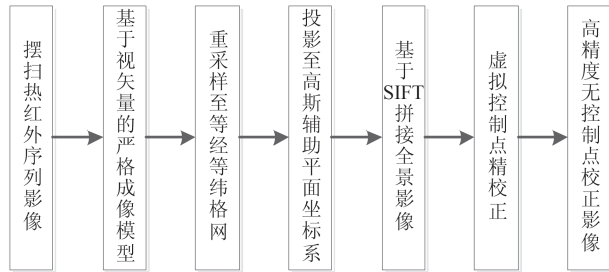 摆扫热红外序列影像
基于视矢量的严格成像模型
重采样至等经等纬格网
投影至高斯辅助平面坐标系
基于SIFT拼接全景影像
虚拟控制点精校正
高精度无控制点校正影像